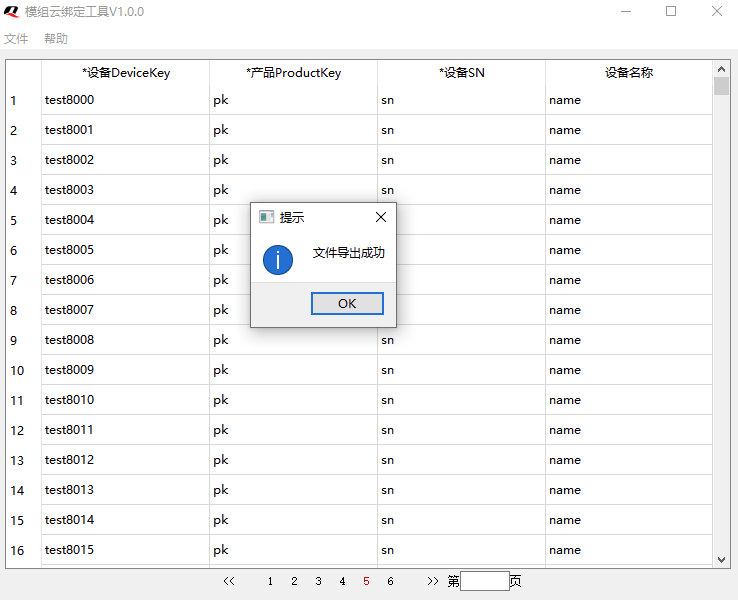 模组云绑定工具V1.0.0
文件 帮助
*设备DeviceKey *产品ProductKey *设备SN 设备名称
1 test8000 pk sn name
2 test8001 pk sn name
3 test8002 pk sn name
4 test8003 pk sn name
5 test8004 pk name
6 test8005 pk name
7 test8006 pk name
8 test8007 pk name
9 test8008 pk sn name
10 test8009 pk sn name
11 test8010 pk sn name
12 test8011 pk sn name
13 test8012 pk sn name
14 test8013 pk sn name
15 test8014 pk sn name
16 test8015 pk sn name
提示
文件导出成功
OK
<< 1 2 3 4 5 6 >> 第 页